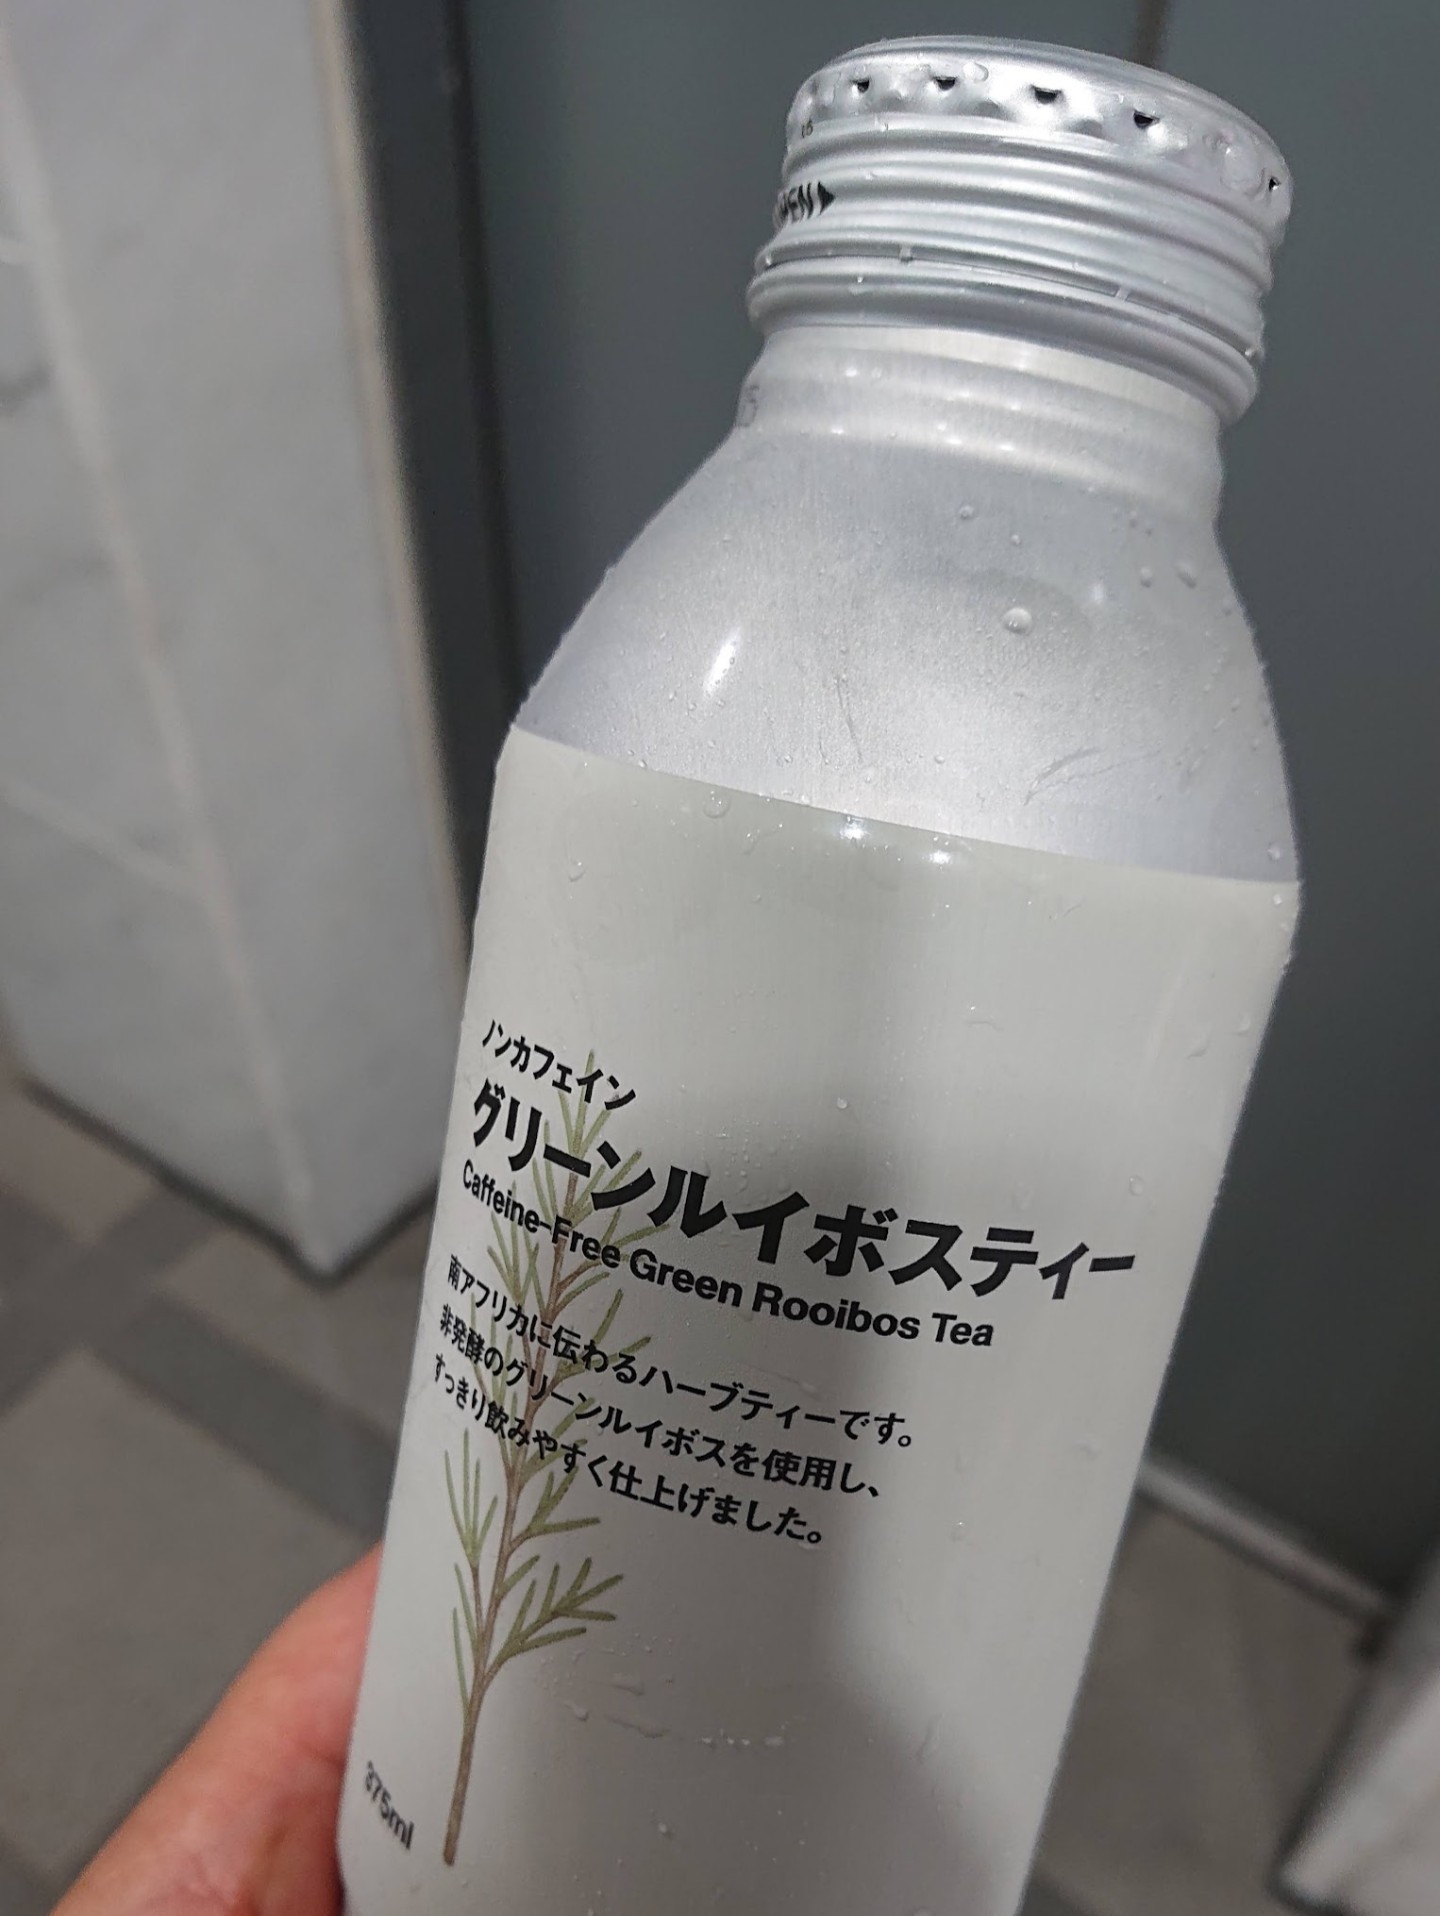 ノンカフェイン
グリーンルイボスティー
Caffeine-Free Green Rooibos Tea
南アフリカに伝わるハーブティーです。
非発酵のグリーンルイボスを使用し、
すっきり飲みやすく仕上げました。
375ml